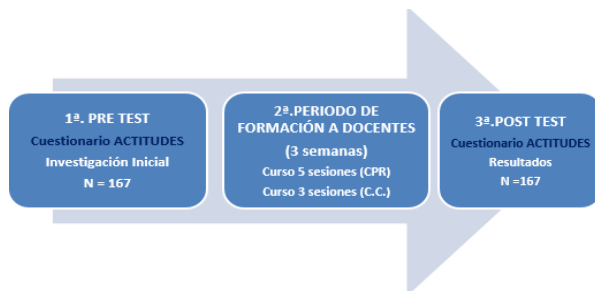 1ª. PRE TEST
Cuestionario ACTITUDES
Investigación Inicial
N = 167
2ª.PERIODO DE
FORMACIÓN A DOCENTES
(3 semanas)
Curso 5 sesiones (CPR)
Curso 3 sesiones (C.C.)
3ª.POST TEST
Cuestionario ACTITUDES
Resultados
N =167